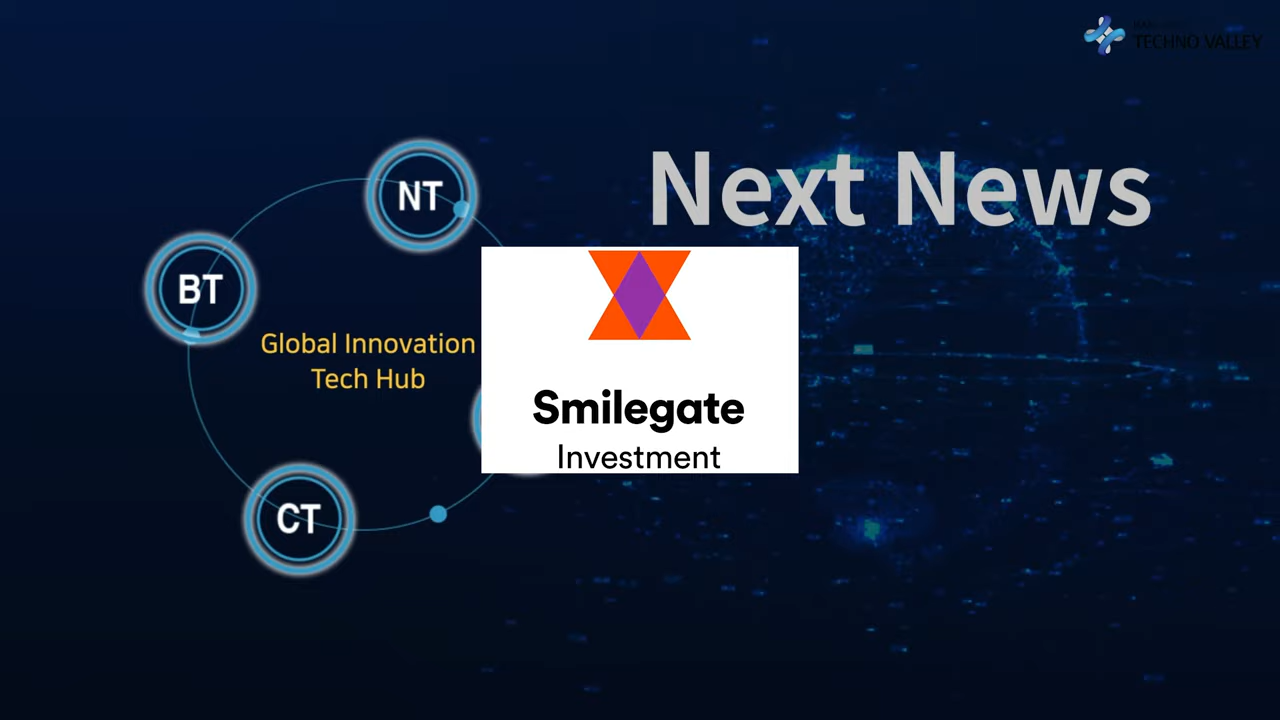 TECHNO VALLEY
Next News
NT
BT
Global Innovation
Tech Hub
CT
Smilegate
Investment